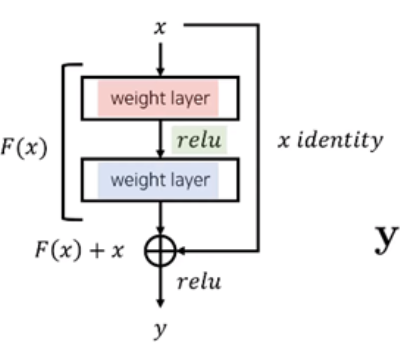 x
weight layer
relu
F(x)
x identity
weight layer
F(x) + x
y
relu
y